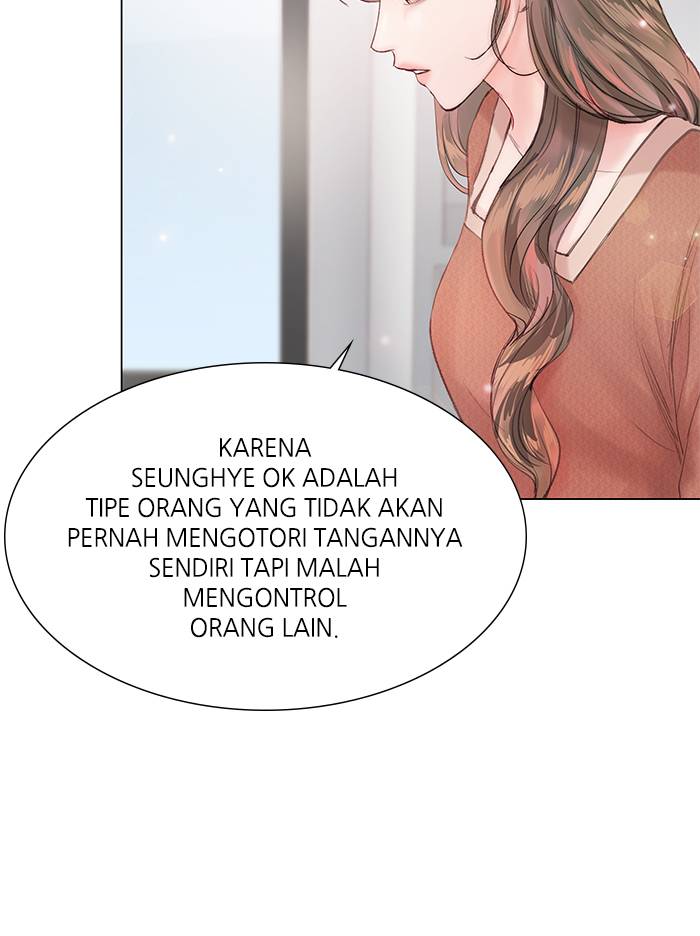 KARENA
SEUNGHYE OK ADALAH
TIPE ORANG YANG TIDAK AKAN
PERNAH MENGOTORI TANGANNYA
SENDIRI TAPI MALAH
MENGONTROL
ORANG LAIN.